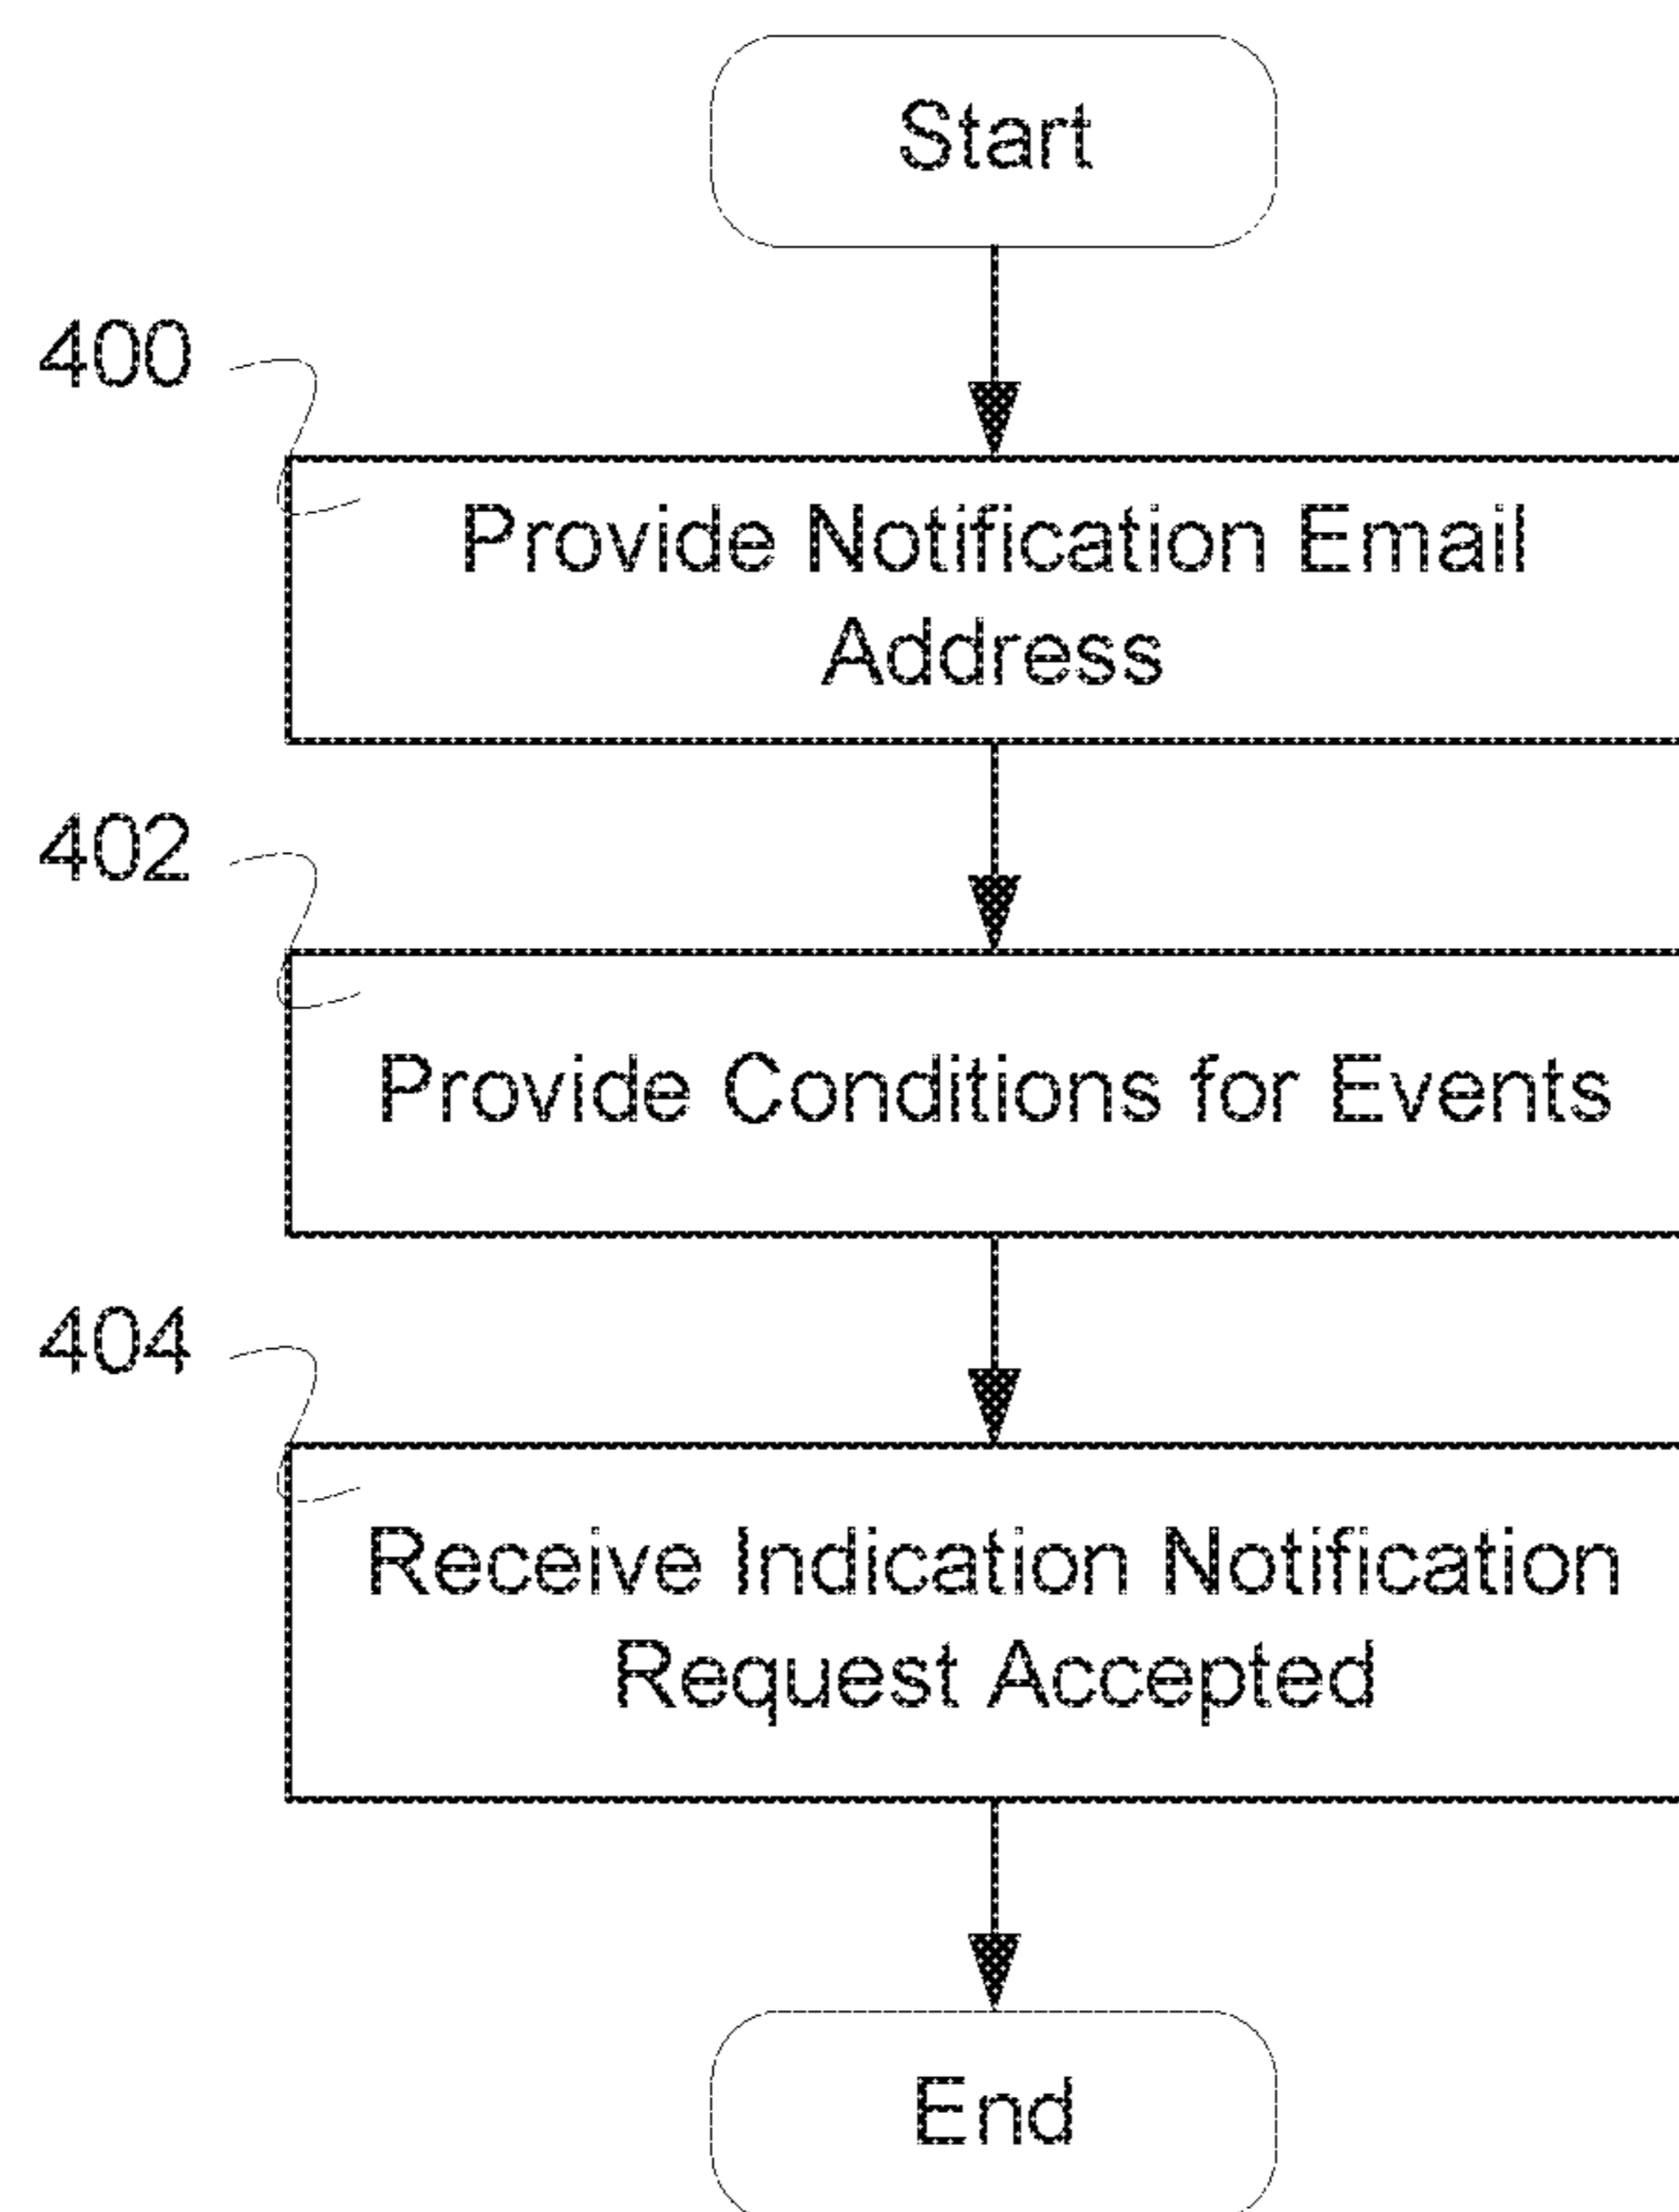 Start
400
Provide Notification Email
Address
402
Provide Conditions for Events
404
Receive Indication Notification
Request Accepted
End